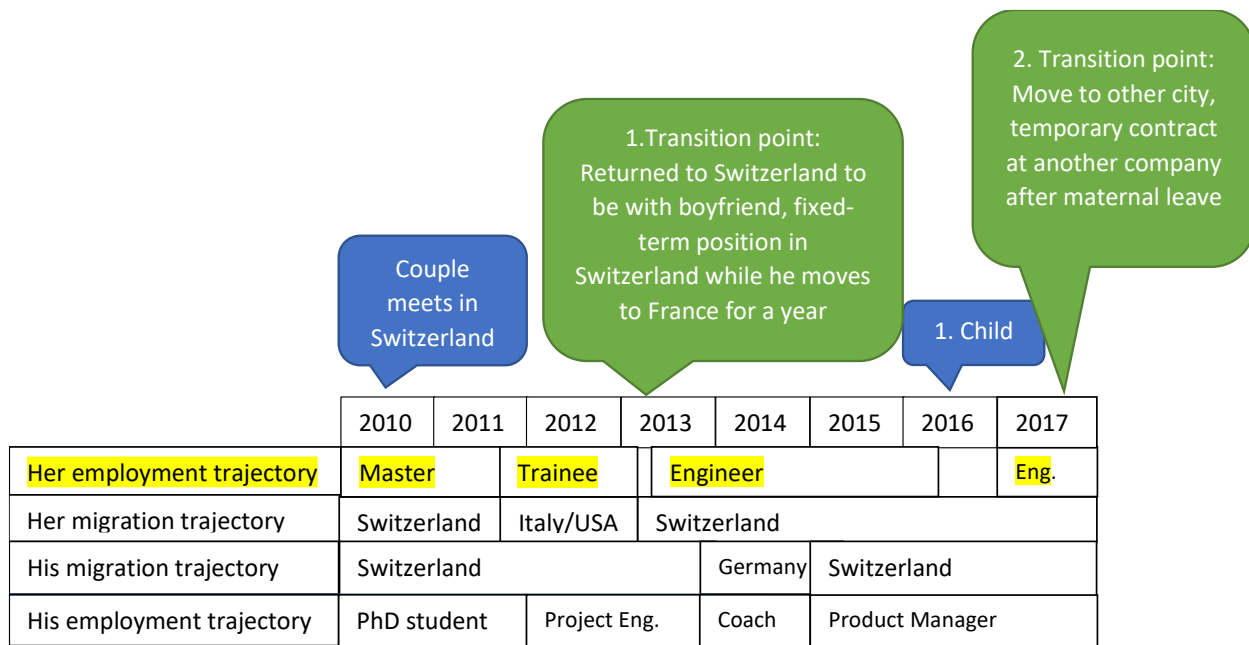 2. Transition point:
Move to other city,
temporary contract
at another company
after maternal leave
1.Transition point:
Returned to Switzerland to
be with boyfriend, fixed-
term position in
Switzerland while he moves
to France for a year
Couple
meets in
Switzerland
1. Child
2010 2011 2012 2013 2014 2015 2016 2017
Her employment trajectory Master Trainee Engineer Eng.
Her migration trajectory Switzerland Italy/USA Switzerland
His migration trajectory Switzerland Germany Switzerland
His employment trajectory PhD student Project Eng. Coach Product Manager